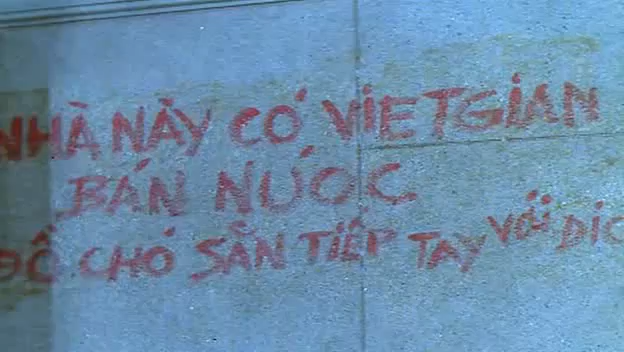 NHÀ NÀY CÓ VIETGIAN
BÁN NƯỚC
ĐỒ CHÓ SĂN TIẾP TAY VỚI